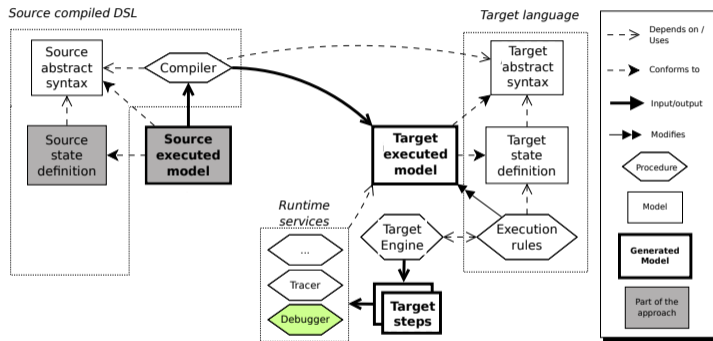 Source compiled DSL
Target language
Source
abstract
syntax
Compiler
Target
abstract
syntax
Source
state
definition
Source
executed
model
Target
executed
model
Target
state
definition
Runtime
services
...
Tracer
Debugger
Target
Engine
Execution
rules
Target
steps
Depends on /
Uses
Conforms to
Input/output
Modifies
Procedure
Model
Generated
Model
Part of the
approach